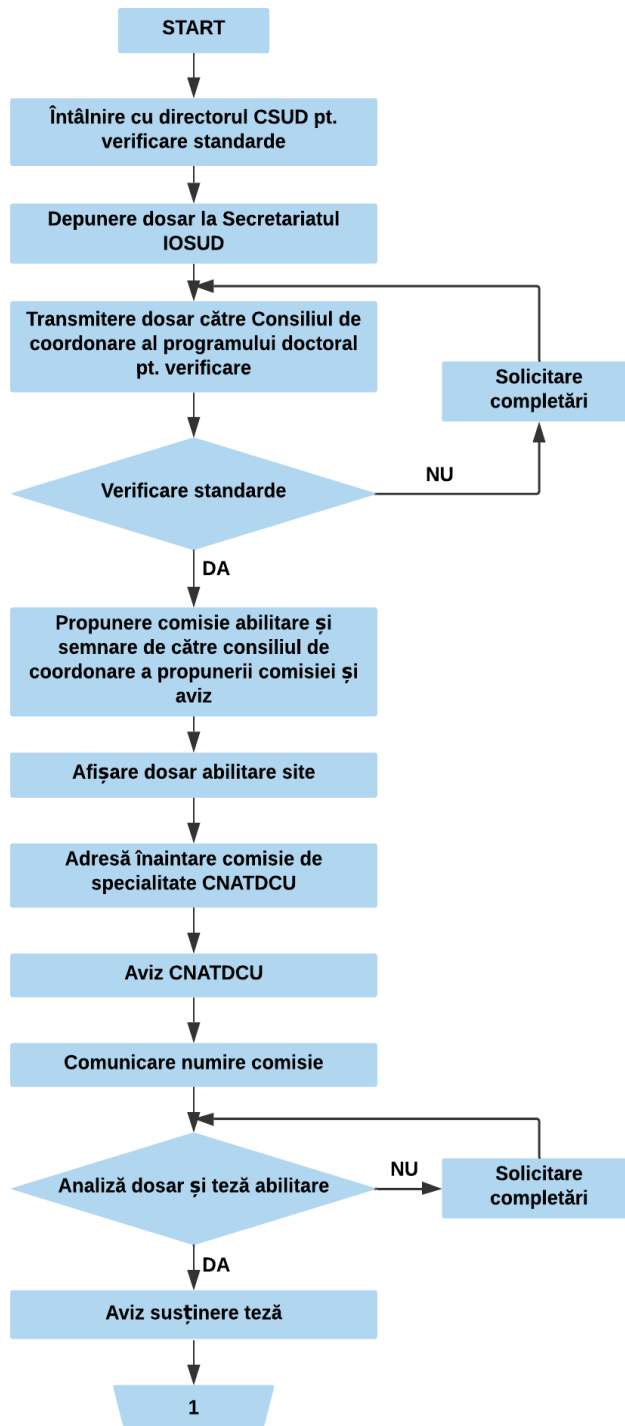 START
Întâlnire cu directorul CSUD pt.
verificare standarde
Depunere dosar la Secretariatul
IOSUD
Transmitere dosar către Consiliul de
coordonare al programului doctoral
pt. verificare
Solicitare
completări
Verificare standarde
NU
DA
Propunere comisie abilitare și
semnare de către consiliul de
coordonare a propunerii comisiei și
aviz
Afișare dosar abilitare site
Adresă înaintare comisie de
specialitate CNATDCU
Aviz CNATDCU
Comunicare numire comisie
Analiză dosar și teză abilitare
NU
Solicitare
completări
DA
Aviz susținere teză
1